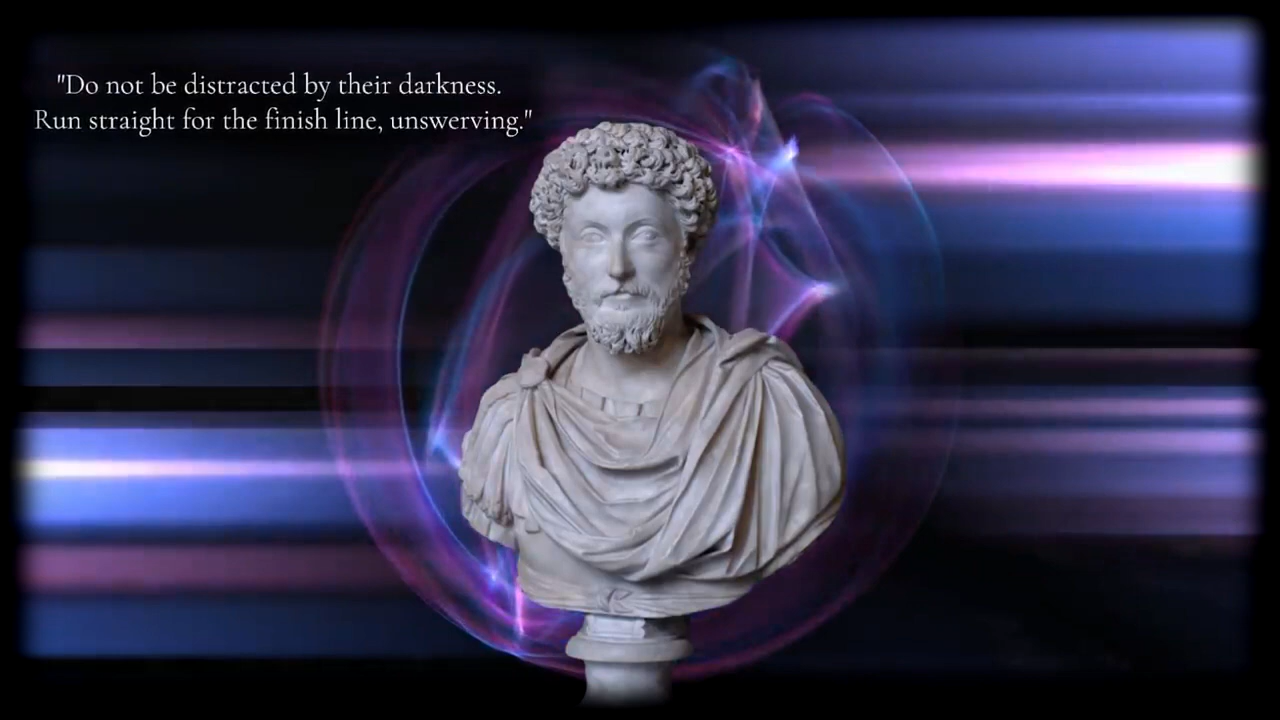 "Do not be distracted by their darkness.
Run straight for the finish line, unswerving."